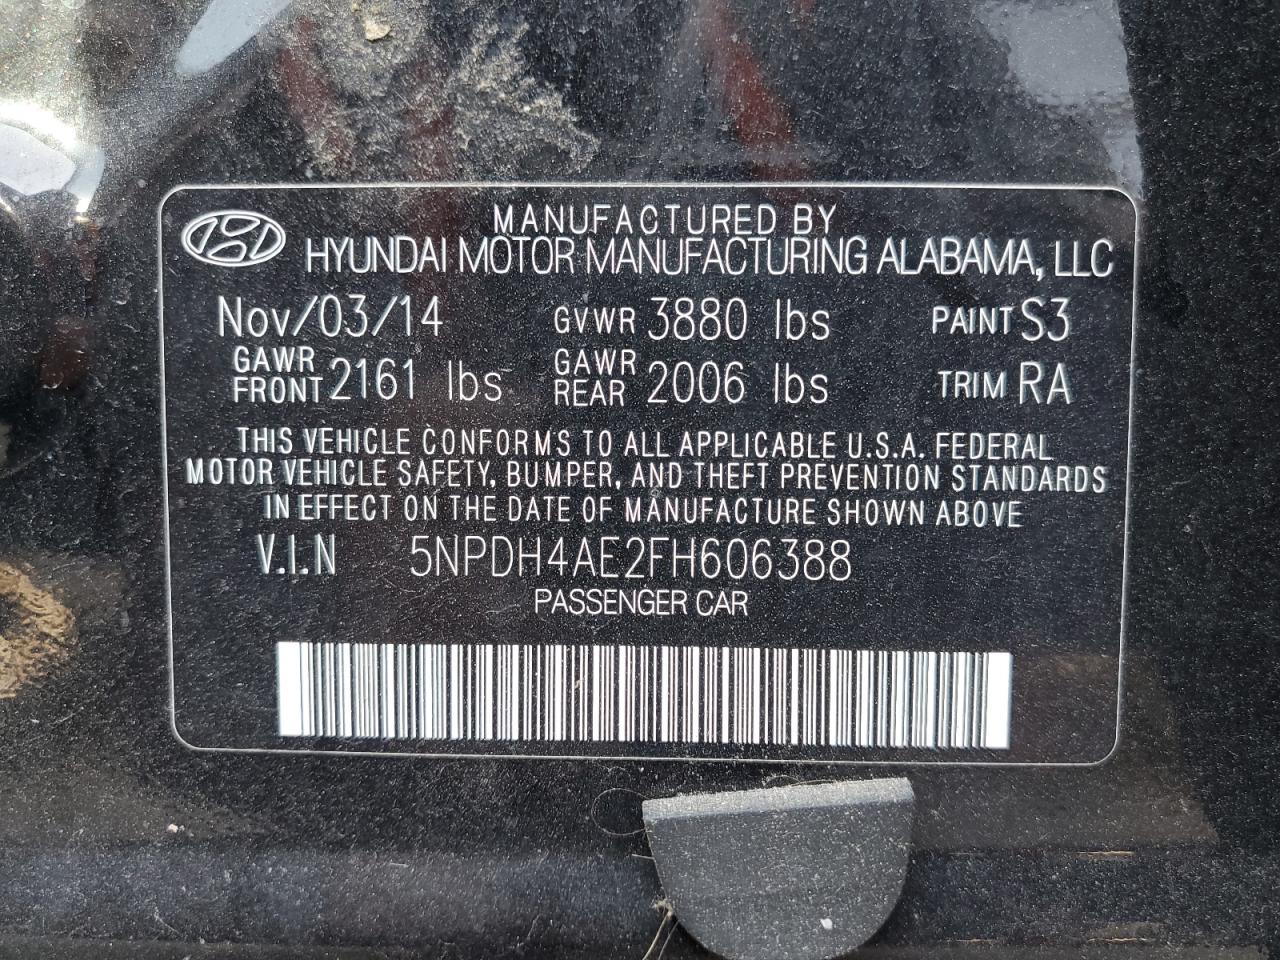 MANUFACTURED BY
HYUNDAI MOTOR MANUFACTURING ALABAMA, LLC
Nov/03/14 GVWR 3880 lbs PAINT S3
GAWR FRONT 2161 lbs GAWR REAR 2006 lbs TRIM RA
THIS VEHICLE CONFORMS TO ALL APPLICABLE U.S.A. FEDERAL
MOTOR VEHICLE SAFETY, BUMPER, AND THEFT PREVENTION STANDARDS
IN EFFECT ON THE DATE OF MANUFACTURE SHOWN ABOVE
V.I.N 5NPDH4AE2FH606388
PASSENGER CAR